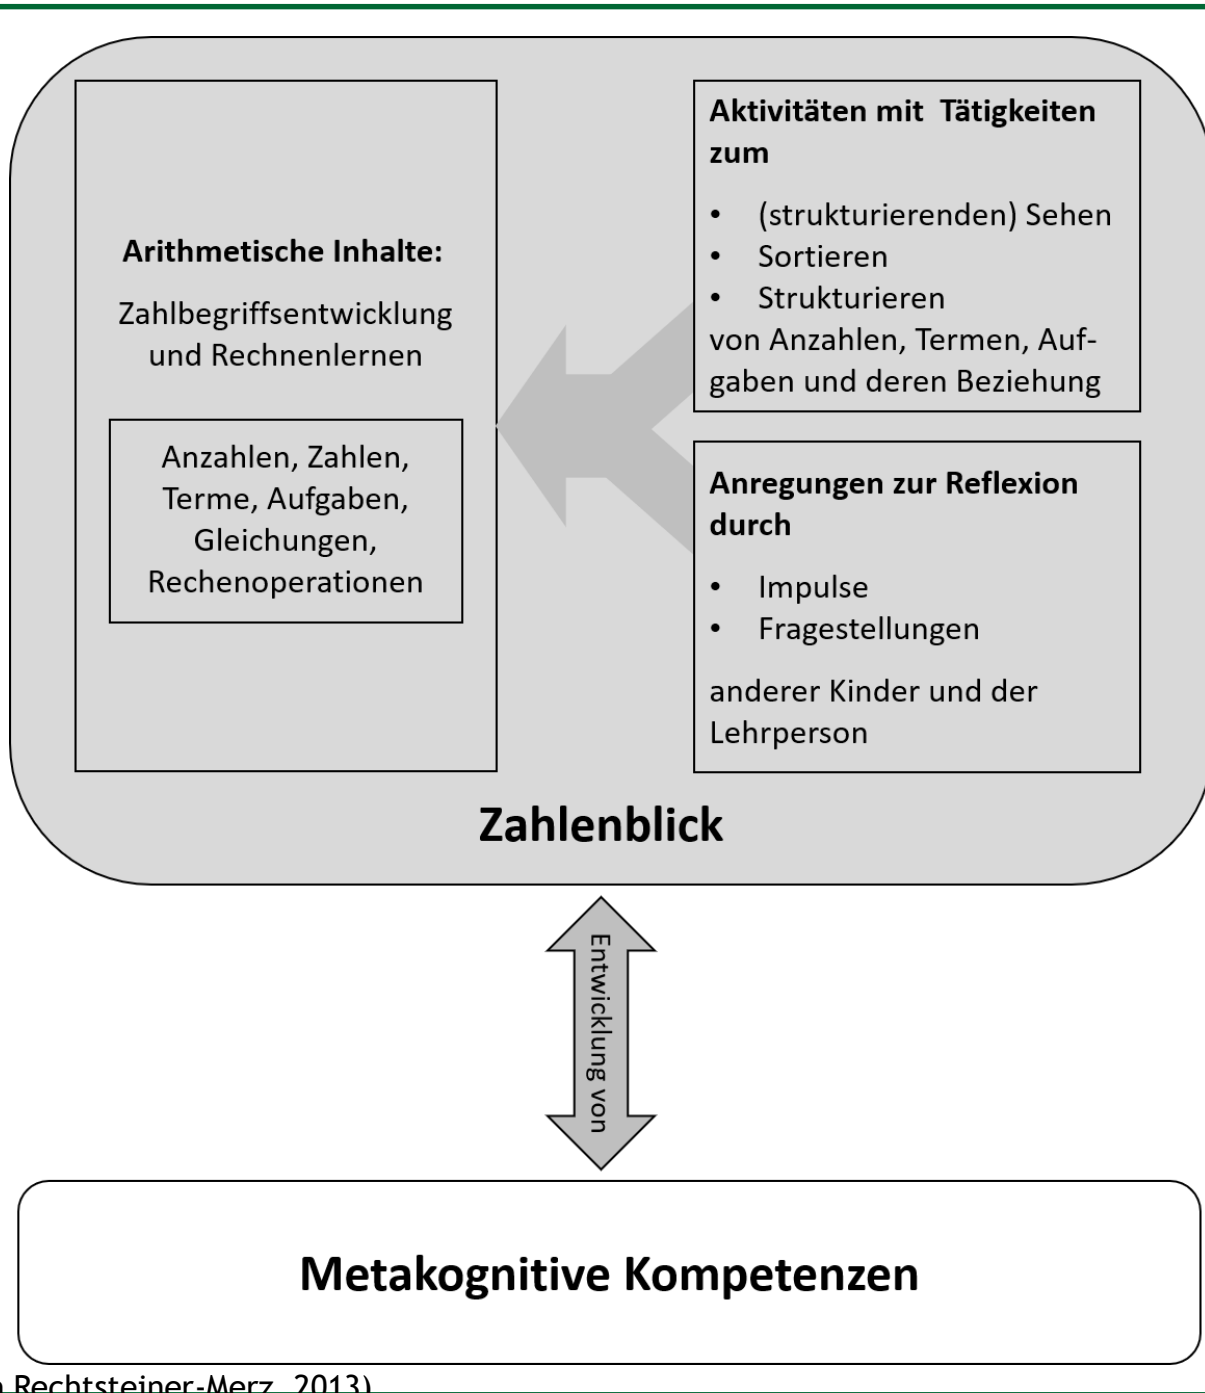 Arithmetische Inhalte:
Zahlbegriffsentwicklung
und Rechnenlernen
Anzahlen, Zahlen,
Terme, Aufgaben,
Gleichungen,
Rechenoperationen
Aktivitäten mit Tätigkeiten
zum
• (strukturierenden) Sehen
• Sortieren
• Strukturieren
von Anzahlen, Termen, Auf-
gaben und deren Beziehung
Anregungen zur Reflexion
durch
• Impulse
• Fragestellungen
anderer Kinder und der
Lehrperson
Zahlenblick
Entwicklung von
Metakognitive Kompetenzen
Rechtsteiner-Merz, 2013)